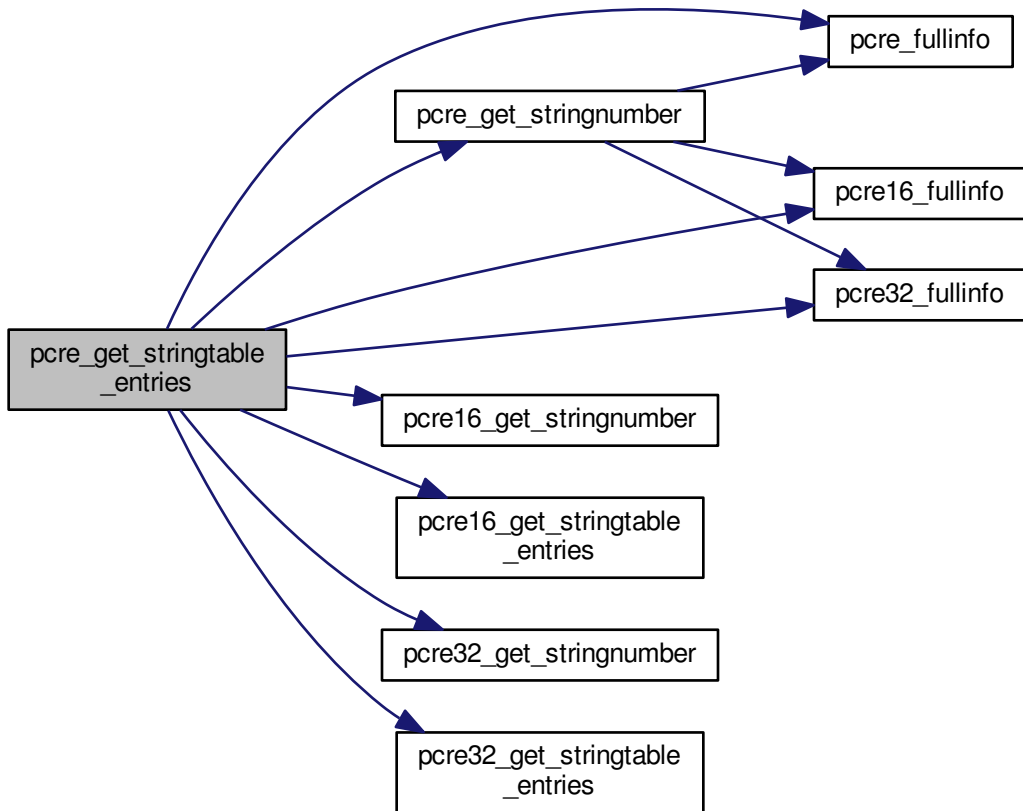 pcre_fullinfo
pcre_get_stringnumber
pcre16_fullinfo
pcre32_fullinfo
pcre_get_stringtable
_entries
pcre16_get_stringnumber
pcre16_get_stringtable
_entries
pcre32_get_stringnumber
pcre32_get_stringtable
_entries